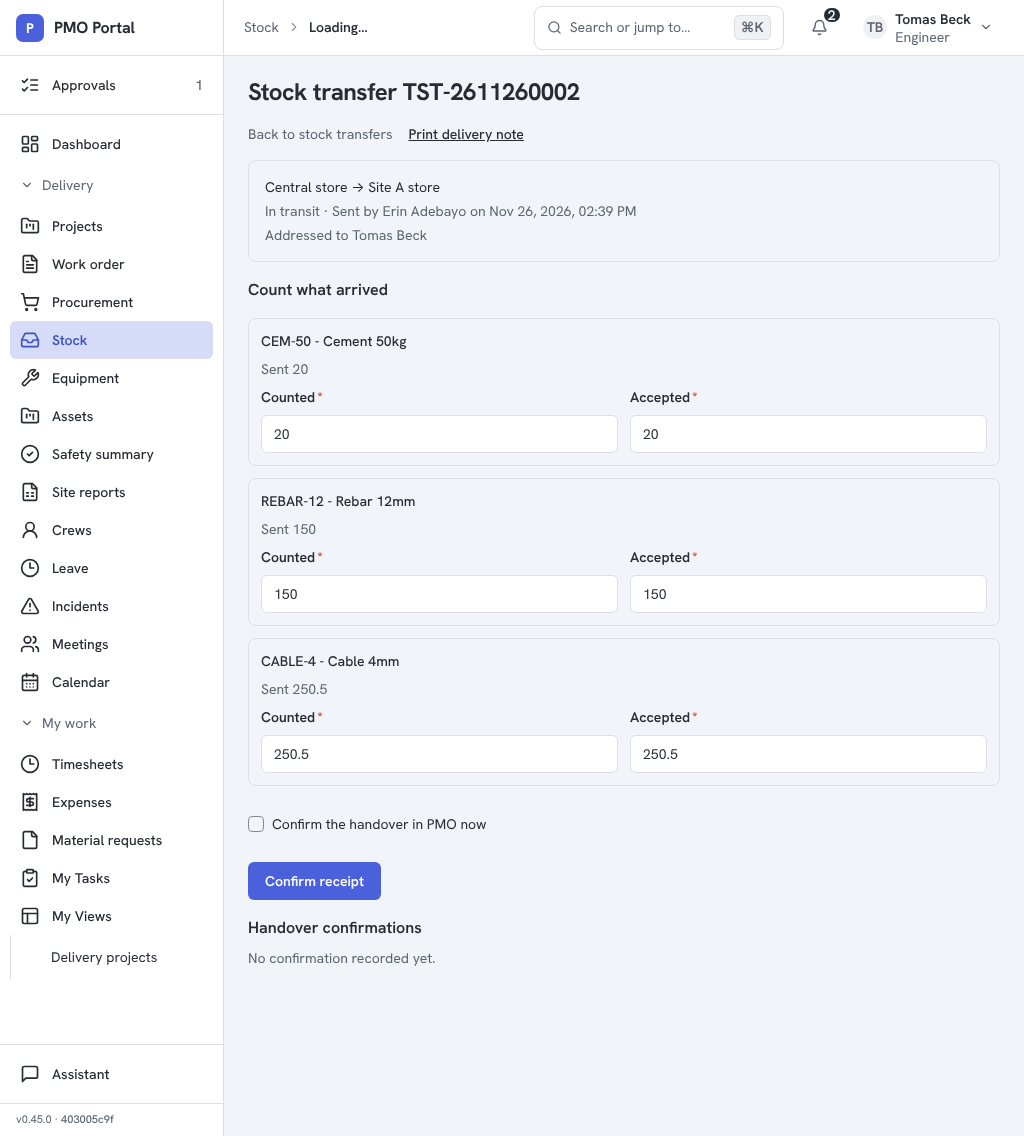 P PMO Portal
Stock > Loading...
Search or jump to... ⌘K
2
TB
Tomas Beck
Engineer
Approvals 1
Dashboard
Delivery
Projects
Work order
Procurement
Stock
Equipment
Assets
Safety summary
Site reports
Crews
Leave
Incidents
Meetings
Calendar
My work
Timesheets
Expenses
Material requests
My Tasks
My Views
Delivery projects
Assistant
v0.45.0 · 403005c9f
Stock transfer TST-2611260002
Back to stock transfers Print delivery note
Central store → Site A store
In transit · Sent by Erin Adebayo on Nov 26, 2026, 02:39 PM
Addressed to Tomas Beck
Count what arrived
CEM-50 - Cement 50kg
Sent 20
Counted * Accepted *
20 20
REBAR-12 - Rebar 12mm
Sent 150
Counted * Accepted *
150 150
CABLE-4 - Cable 4mm
Sent 250.5
Counted * Accepted *
250.5 250.5
Confirm the handover in PMO now
Confirm receipt
Handover confirmations
No confirmation recorded yet.